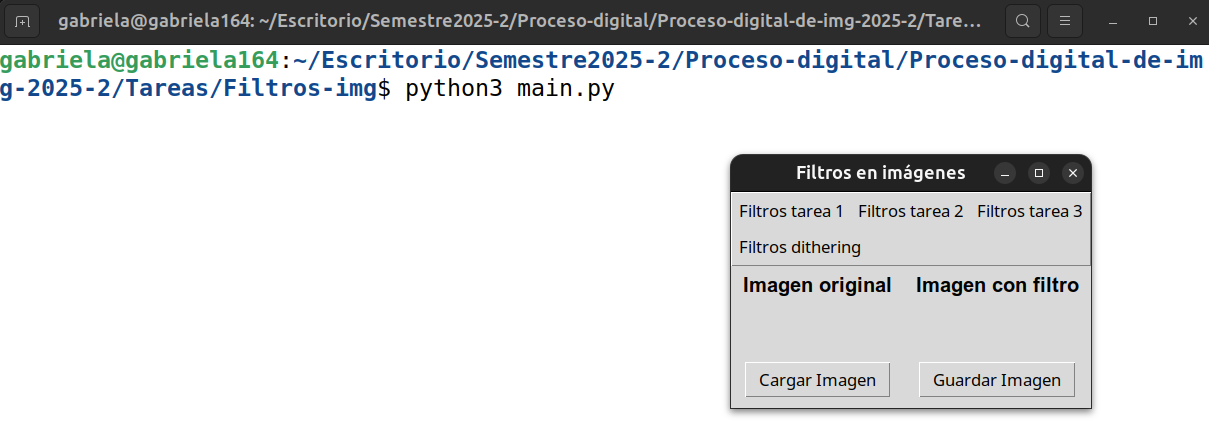 gabriela@gabriela164: ~/Escritorio/Semestre2025-2/Proceso-digital/Proceso-digital-de-img-2025-2/Tare…
gabriela@gabriela164:~/Escritorio/Semestre2025-2/Proceso-digital/Proceso-digital-de-im
g-2025-2/Tareas/Filtros-img$ python3 main.py
Filtros en imágenes
Filtros tarea 1 Filtros tarea 2 Filtros tarea 3
Filtros dithering
Imagen original Imagen con filtro
Cargar Imagen Guardar Imagen